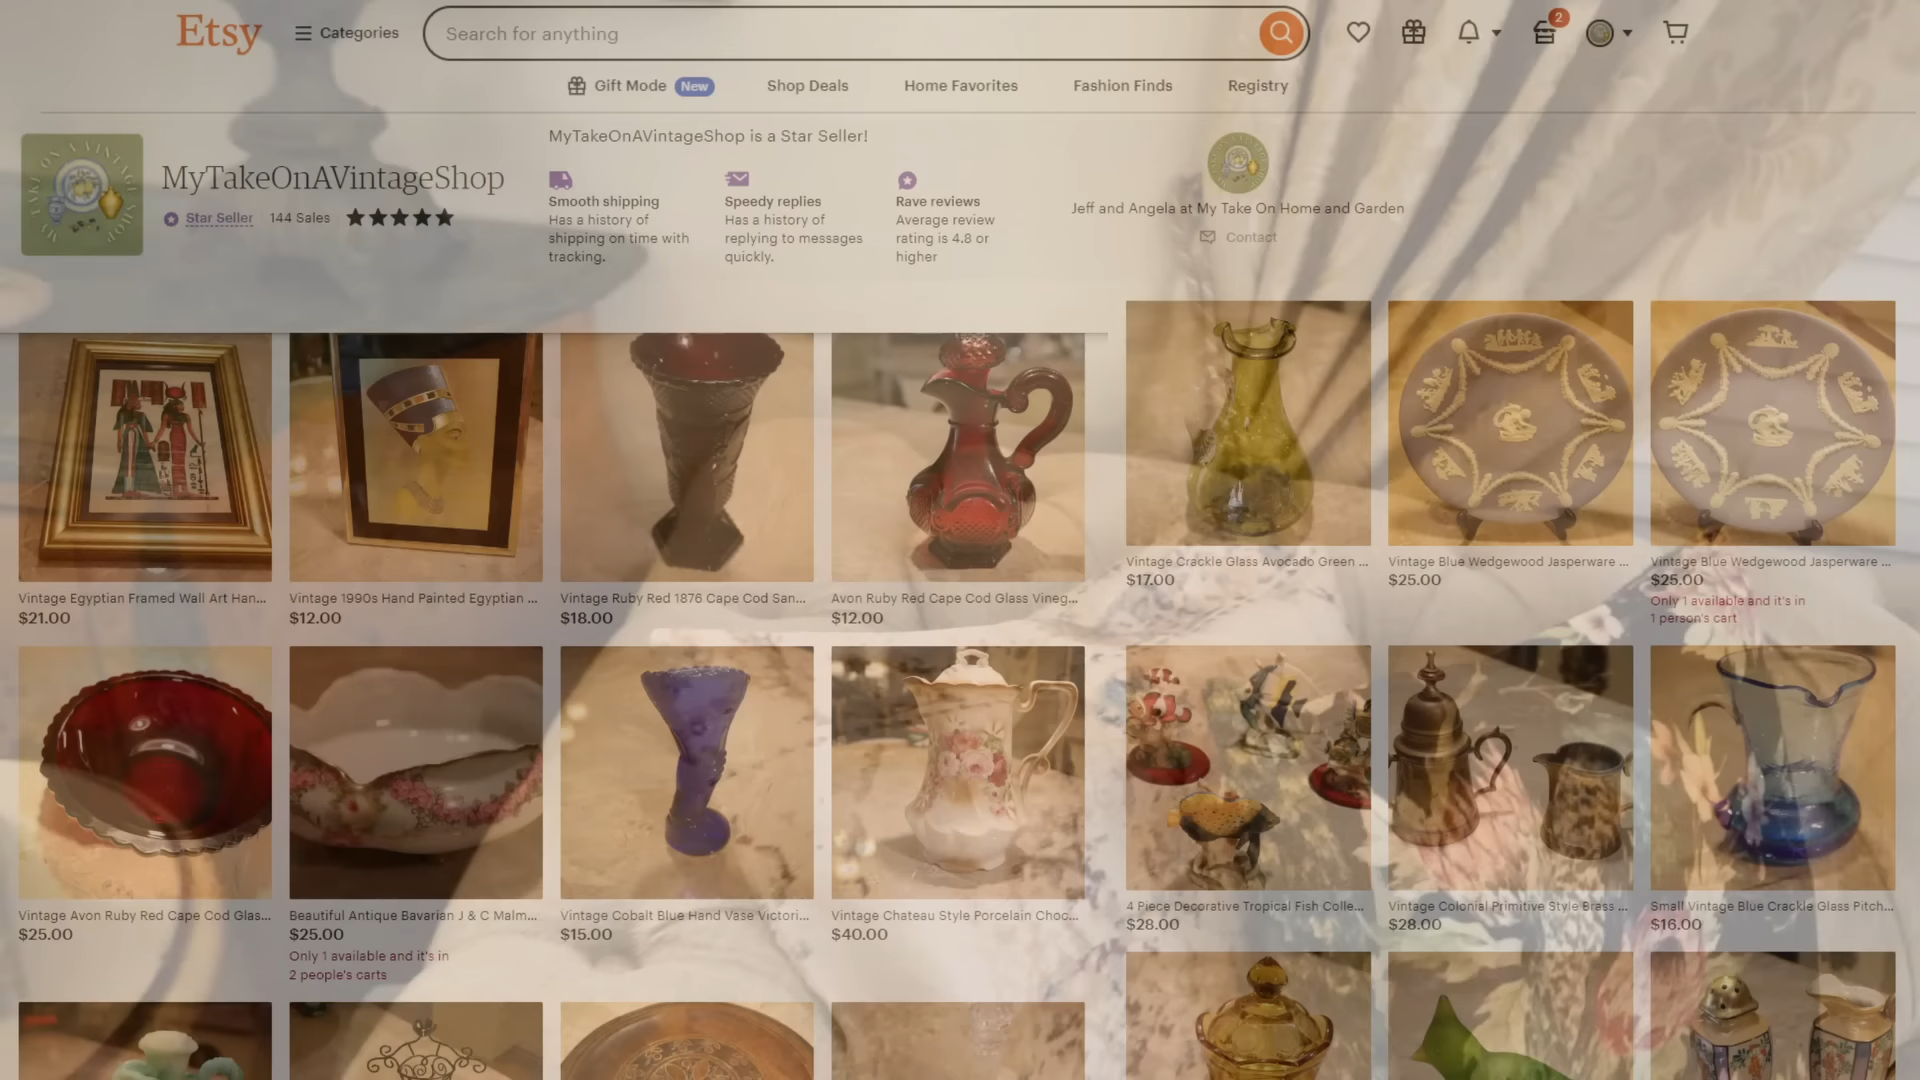 Etsy
Categories
Search for anything
2
Gift Mode New
Shop Deals
Home Favorites
Fashion Finds
Registry
MY TAKE ON A VINTAGE SHOP
MyTakeOnAVintageShop
Star Seller 144 Sales
MyTakeOnAVintageShop is a Star Seller!
Smooth shipping
Has a history of
shipping on time with
tracking.
Speedy replies
Has a history of
replying to messages
quickly.
Rave reviews
Average review
rating is 4.8 or
higher
Jeff and Angela at My Take On Home and Garden
Contact
Vintage Egyptian Framed Wall Art Han...
$21.00
Vintage 1990s Hand Painted Egyptian ...
$12.00
Vintage Ruby Red 1876 Cape Cod San...
$18.00
Avon Ruby Red Cape Cod Glass Vineg...
$12.00
Vintage Crackle Glass Avocado Green ...
$17.00
Vintage Blue Wedgewood Jasperware ...
$25.00
Vintage Blue Wedgewood Jasperware ...
$25.00
Only 1 available and it's in
1 person's cart
Vintage Avon Ruby Red Cape Cod Glas...
$25.00
Beautiful Antique Bavarian J & C Malm...
$25.00
Only 1 available and it's in
2 people's carts
Vintage Cobalt Blue Hand Vase Victori...
$15.00
Vintage Chateau Style Porcelain Choc...
$40.00
4 Piece Decorative Tropical Fish Colle...
$28.00
Vintage Colonial Primitive Style Brass ...
$28.00
Small Vintage Blue Crackle Glass Pitch...
$16.00